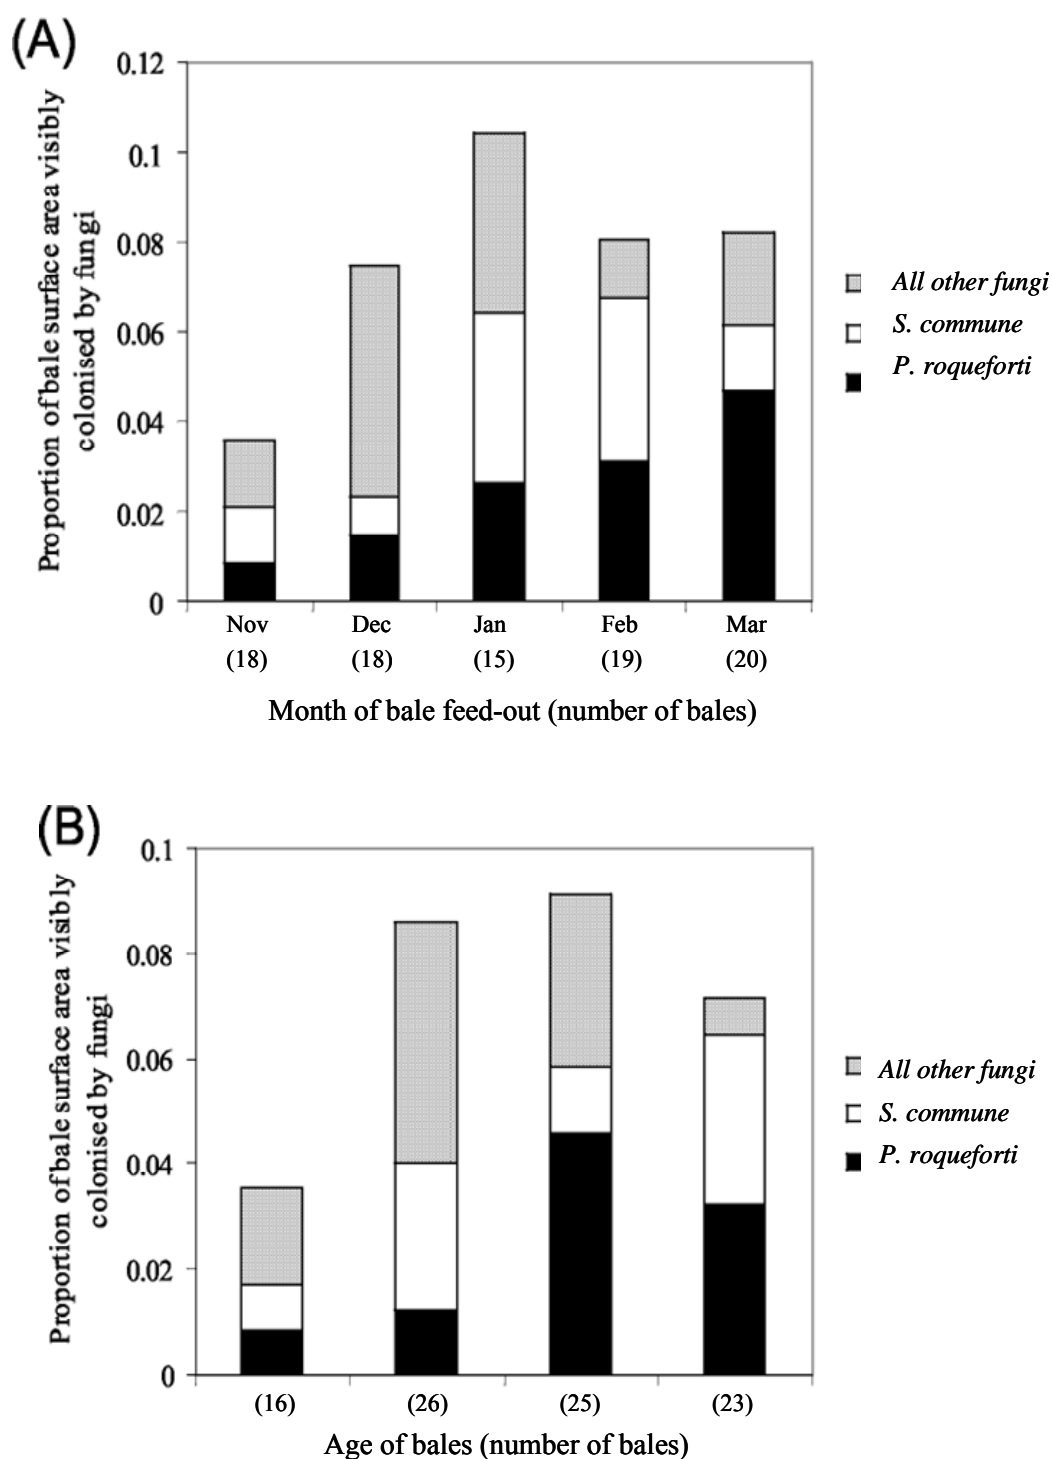 (A)
Proportion of bale surface area visibly
colonised by fungi
0.12
0.1
0.08
0.06
0.04
0.02
0
Nov Dec Jan Feb Mar
(18) (18) (15) (19) (20)
Month of bale feed-out (number of bales)
All other fungi
S. commune
P. roqueforti
(B)
Proportion of bale surface area visibly
colonised by fungi
0.1
0.08
0.06
0.04
0.02
0
(16) (26) (25) (23)
Age of bales (number of bales)
All other fungi
S. commune
P. roqueforti